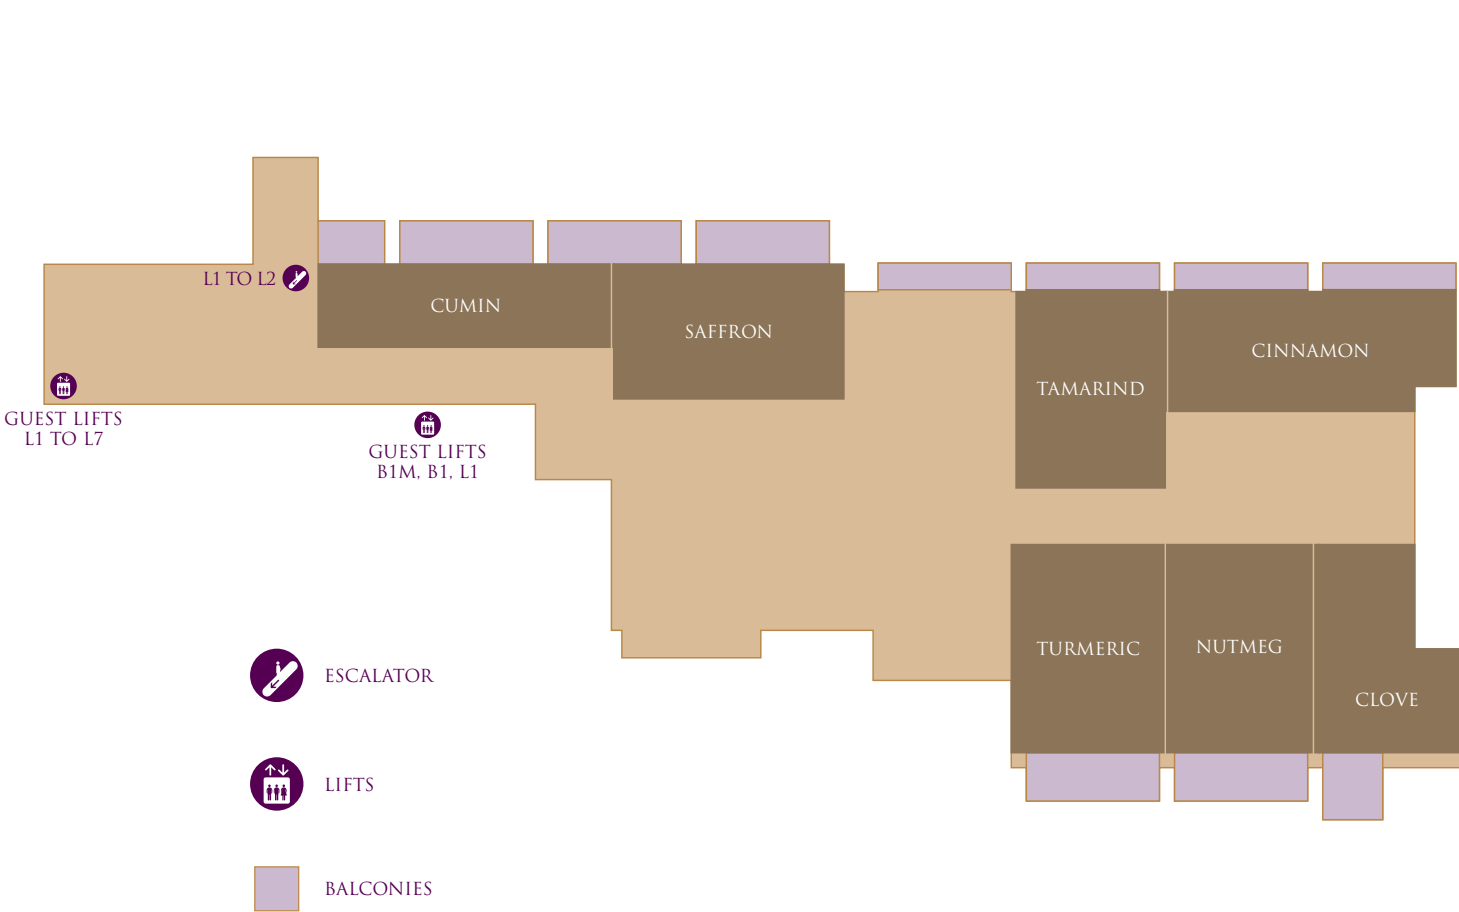 L1 TO L2
CUMIN
SAFFRON
TAMARIND
CINNAMON
GUEST LIFTS
L1 TO L7
GUEST LIFTS
B1M, B1, L1
TURMERIC
NUTMEG
CLOVE
ESCALATOR
LIFTS
BALCONIES